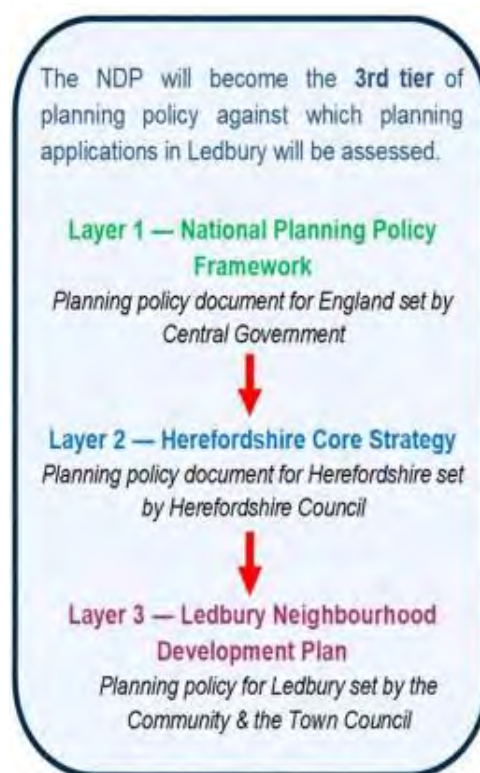 The NDP will become the 3rd tier of
planning policy against which planning
applications in Ledbury will be assessed.
Layer 1 — National Planning Policy
Framework
Planning policy document for England set by
Central Government
Layer 2 — Herefordshire Core Strategy
Planning policy document for Herefordshire set
by Herefordshire Council
Layer 3 — Ledbury Neighbourhood
Development Plan
Planning policy for Ledbury set by the
Community & the Town Council